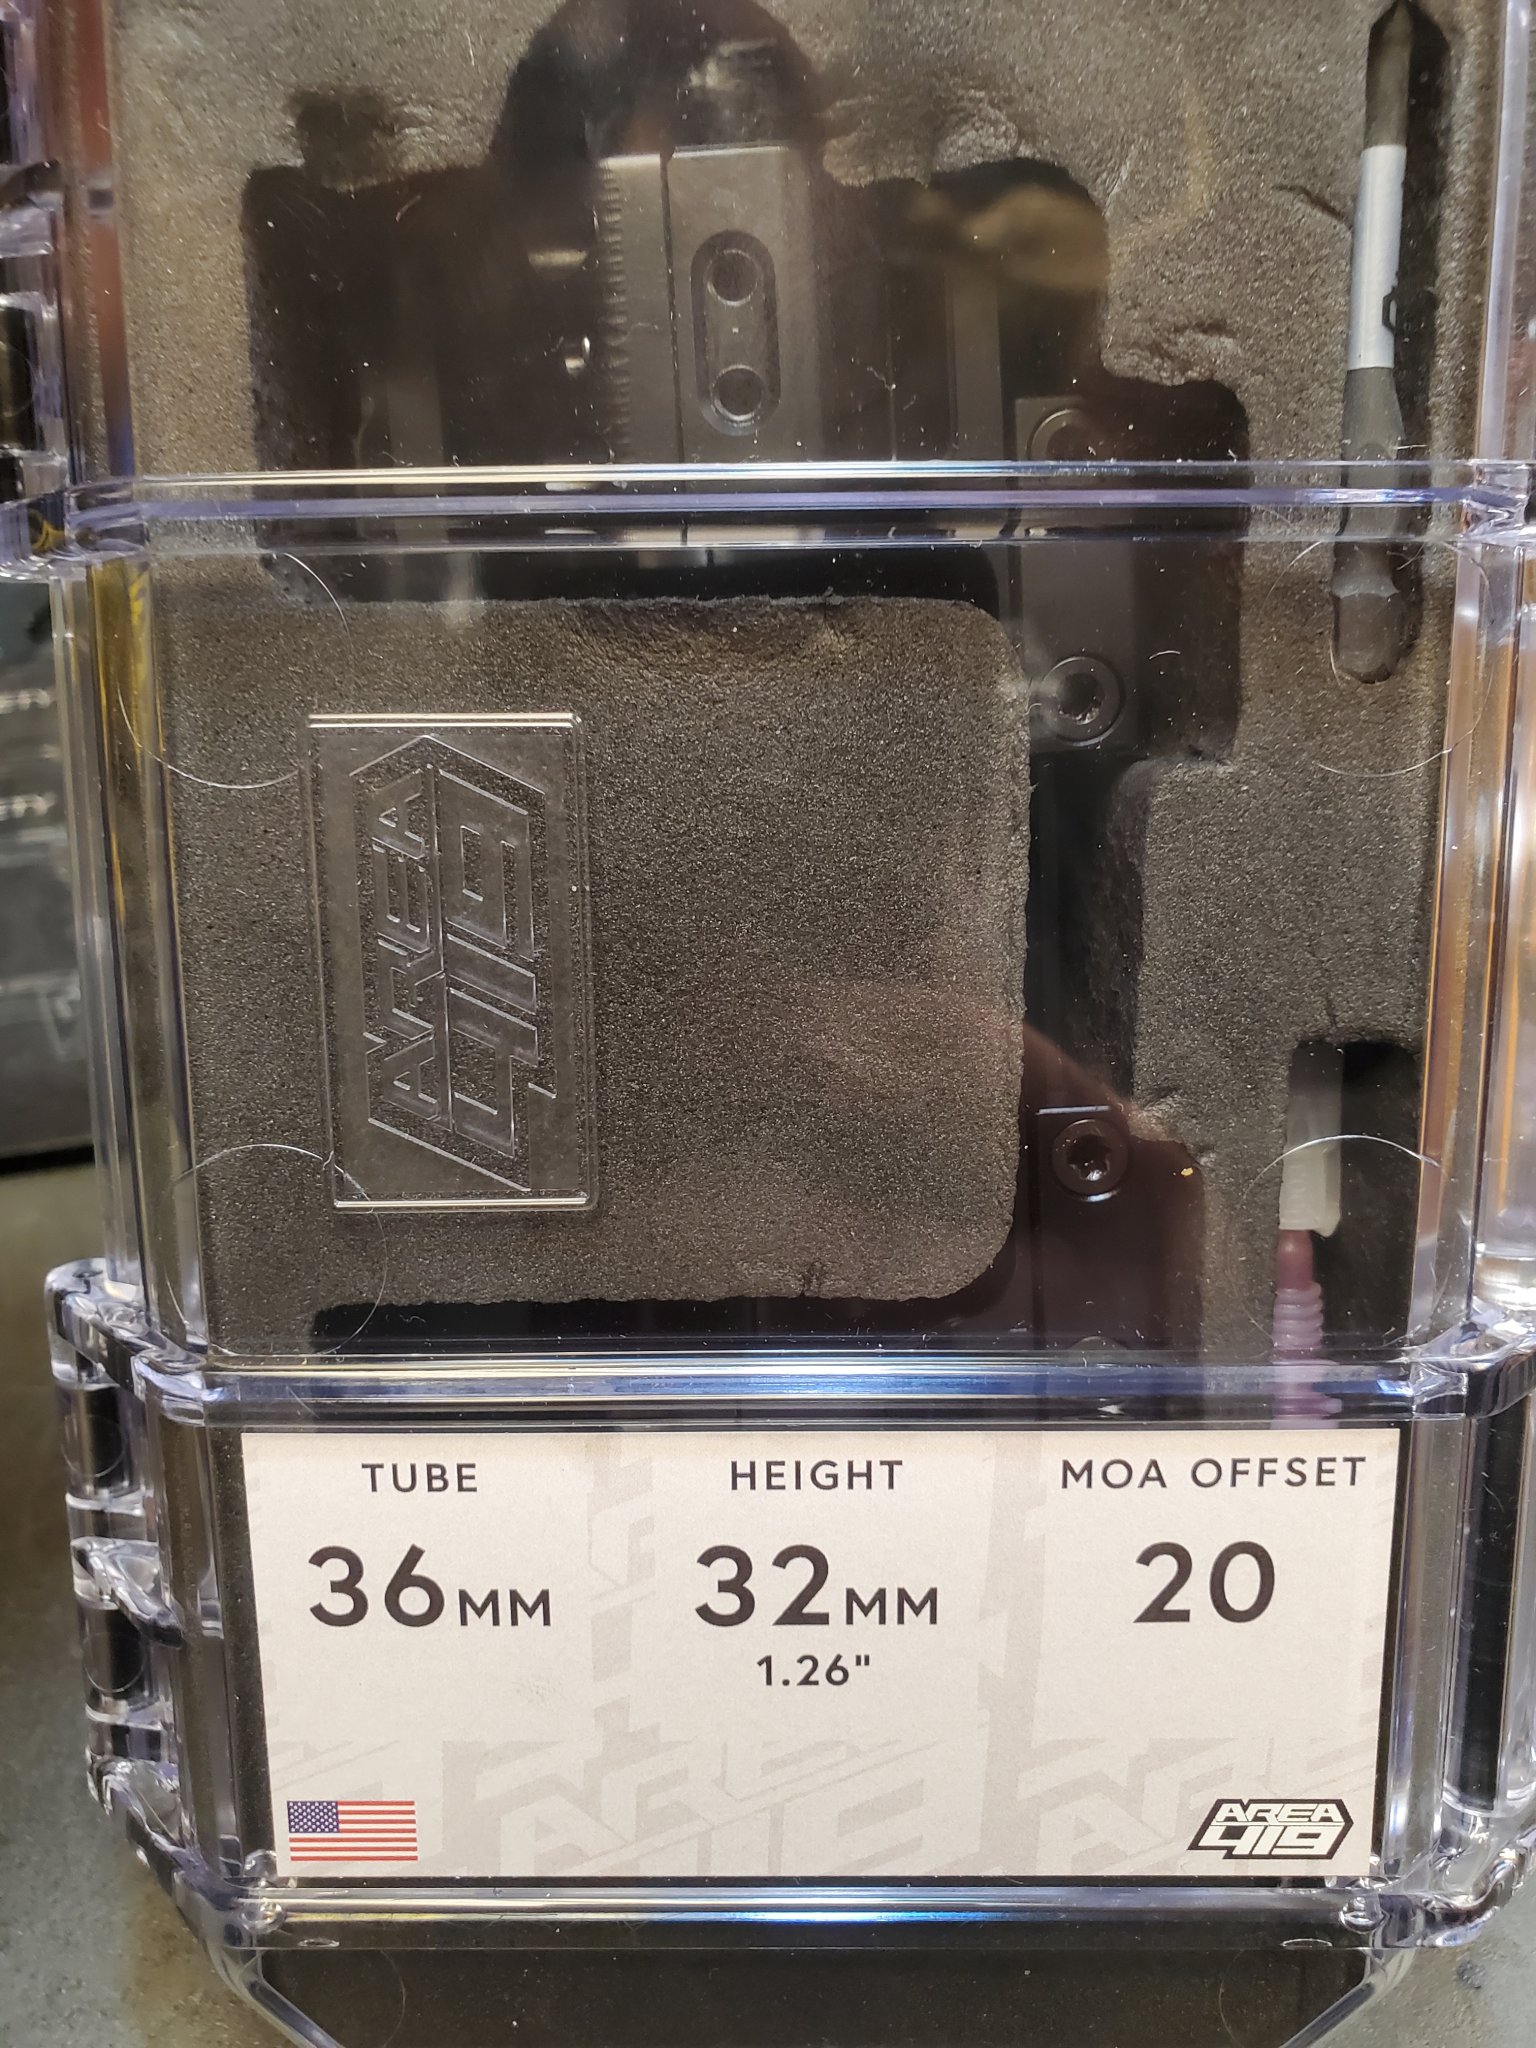 AREA
419
TUBE
36MM
HEIGHT
32MM
1.26"
MOA OFFSET
20
AREA
419